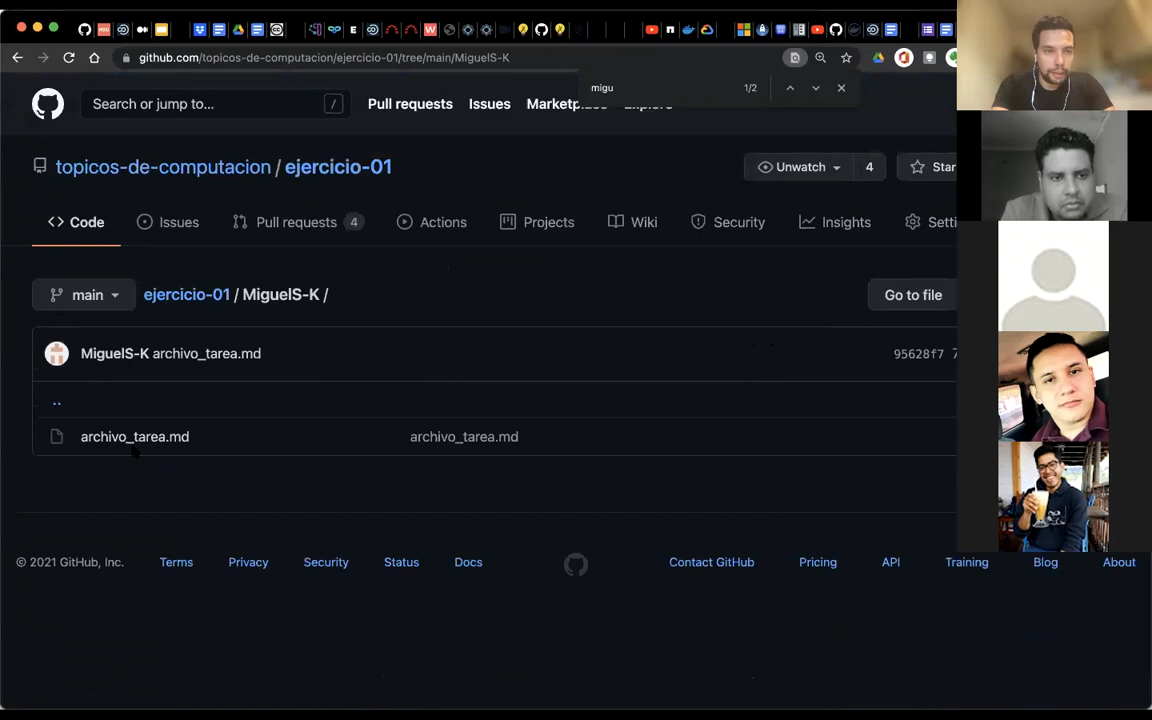 github.com/topicos-de-computacion/ejercicio-01/tree/main/MiguelS-K
migu 1/2
Search or jump to... /
Pull requests Issues Marketplace Explore
topicos-de-computacion / ejercicio-01
Unwatch 4 Star
<> Code Issues Pull requests 4 Actions Projects Wiki Security Insights Setti
main ejercicio-01 / MiguelS-K / Go to file
MiguelS-K archivo_tarea.md 95628f7 7
..
archivo_tarea.md archivo_tarea.md
© 2021 GitHub, Inc. Terms Privacy Security Status Docs Contact GitHub Pricing API Training Blog About